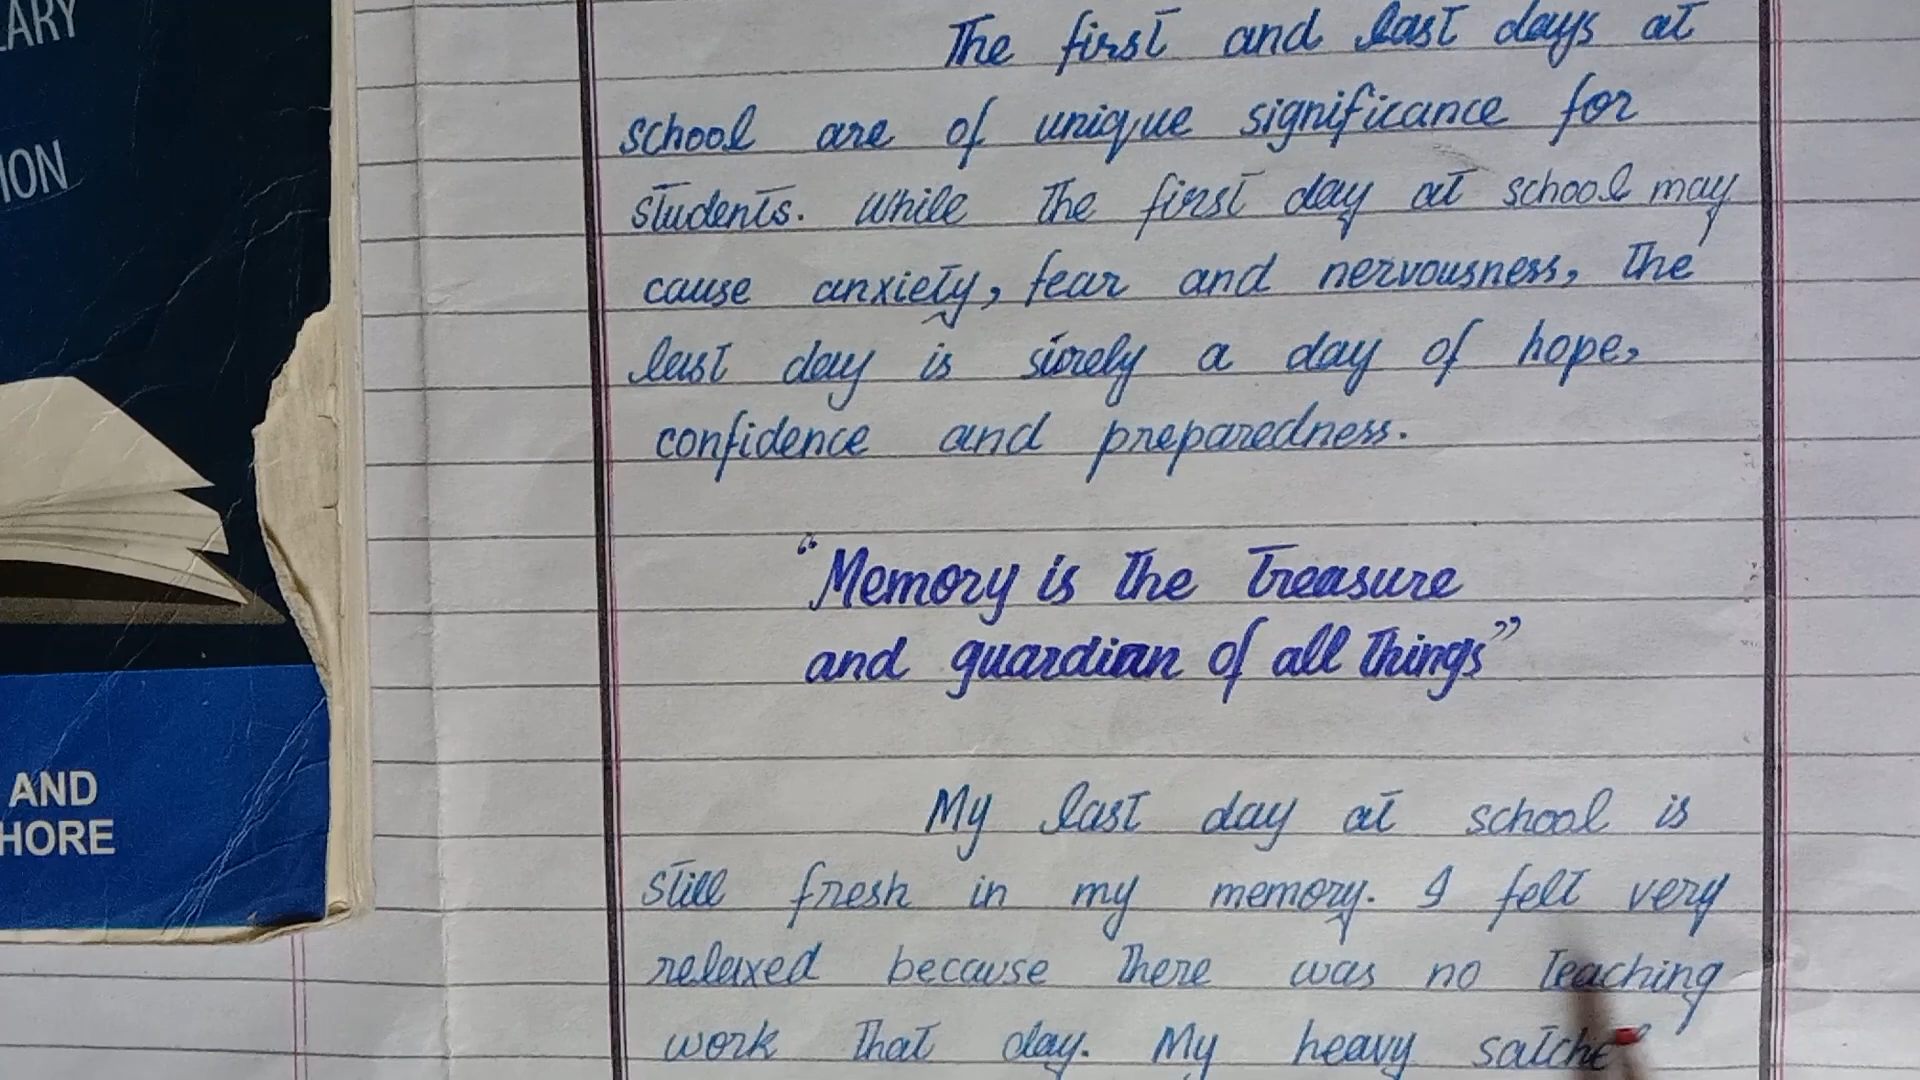 ARY
ION
AND
HORE
The first and last days at
school are of unique significance for
students. While the first day at school may
cause anxiety, fear and nervousness, the
last day is surely a day of hope,
confidence and preparedness.
"Memory is the treasure
and guardian of all things"
My last day at school is
still fresh in my memory. I felt very
relaxed because there was no teaching
work that day. My heavy